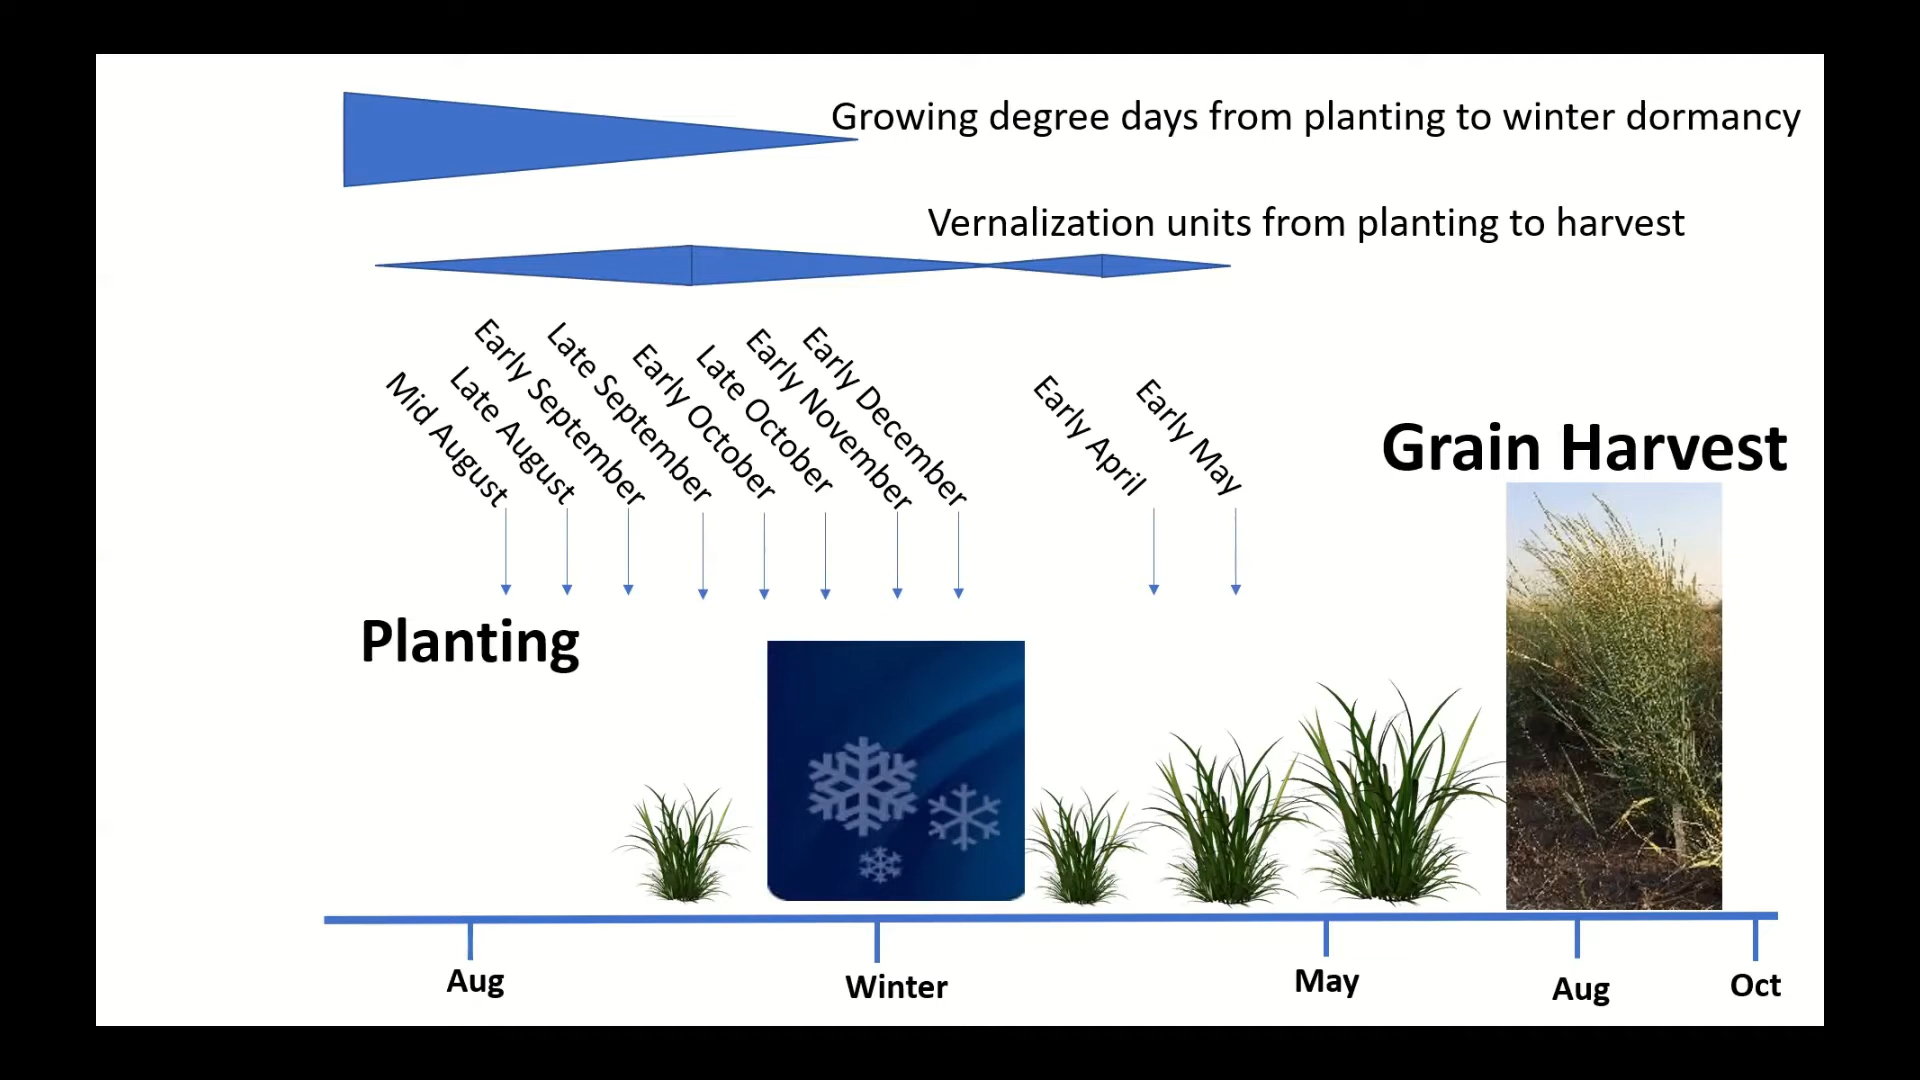 Growing degree days from planting to winter dormancy
Vernalization units from planting to harvest
Mid August
Late August
Early September
Late September
Early October
Late October
Early November
Early December
Early April
Early May
Grain Harvest
Planting
Aug
Winter
May
Aug
Oct